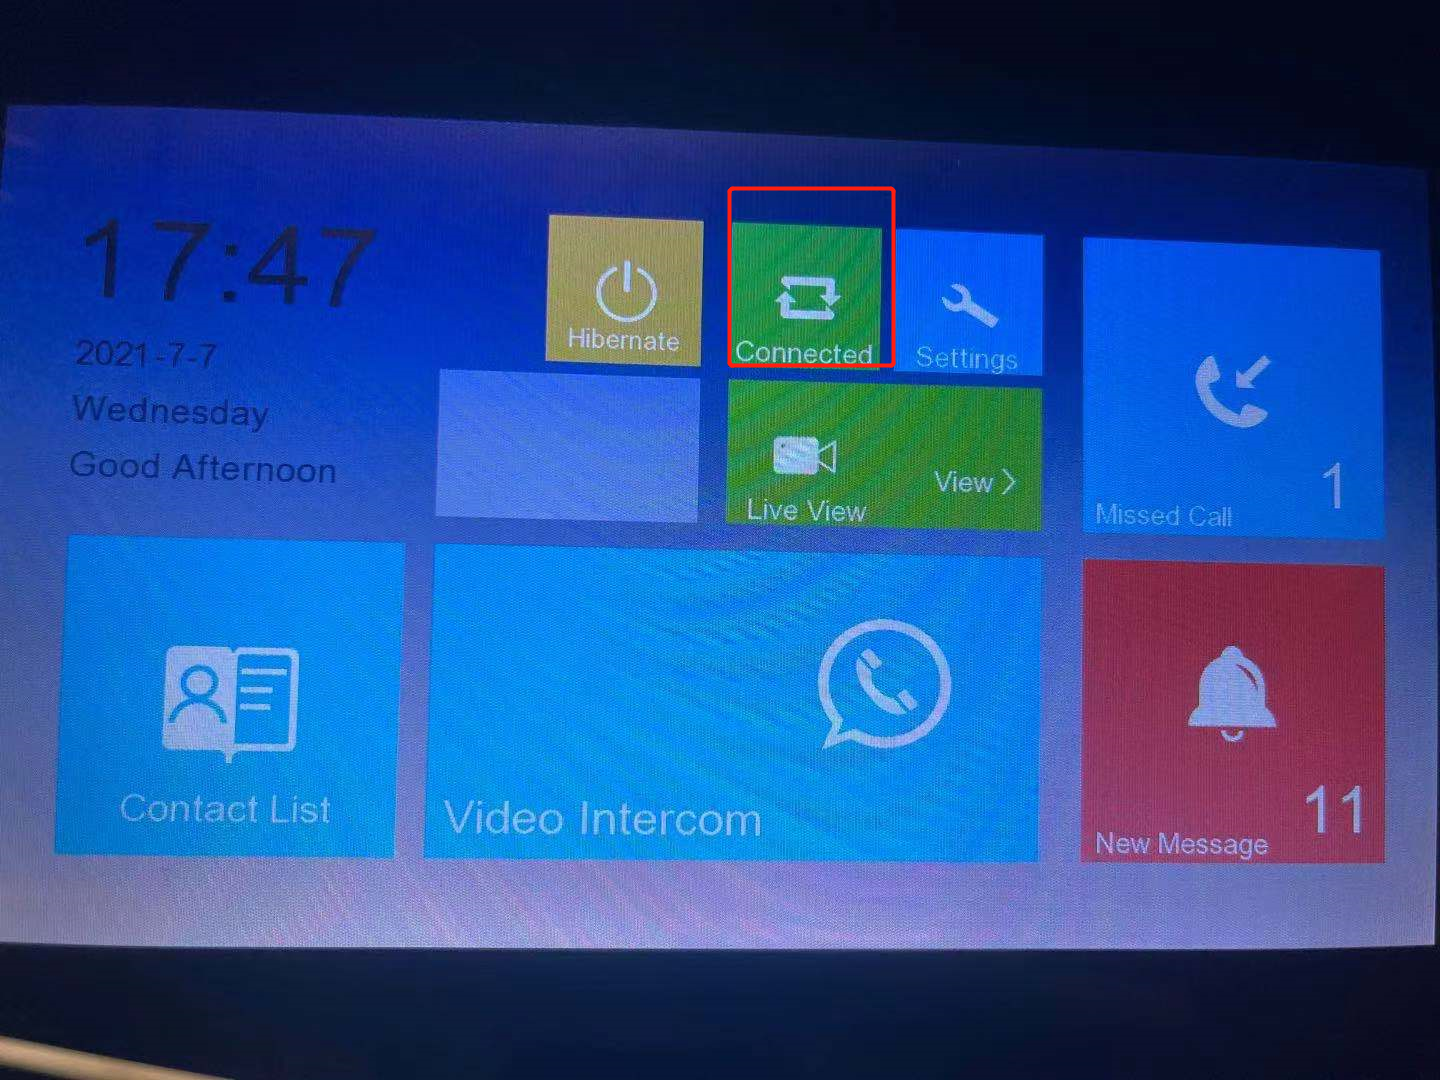 17:47
2021-7-7
Wednesday
Good Afternoon
Hibernate
Connected
Settings
Live View
View
Missed Call
1
Contact List
Video Intercom
New Message
11